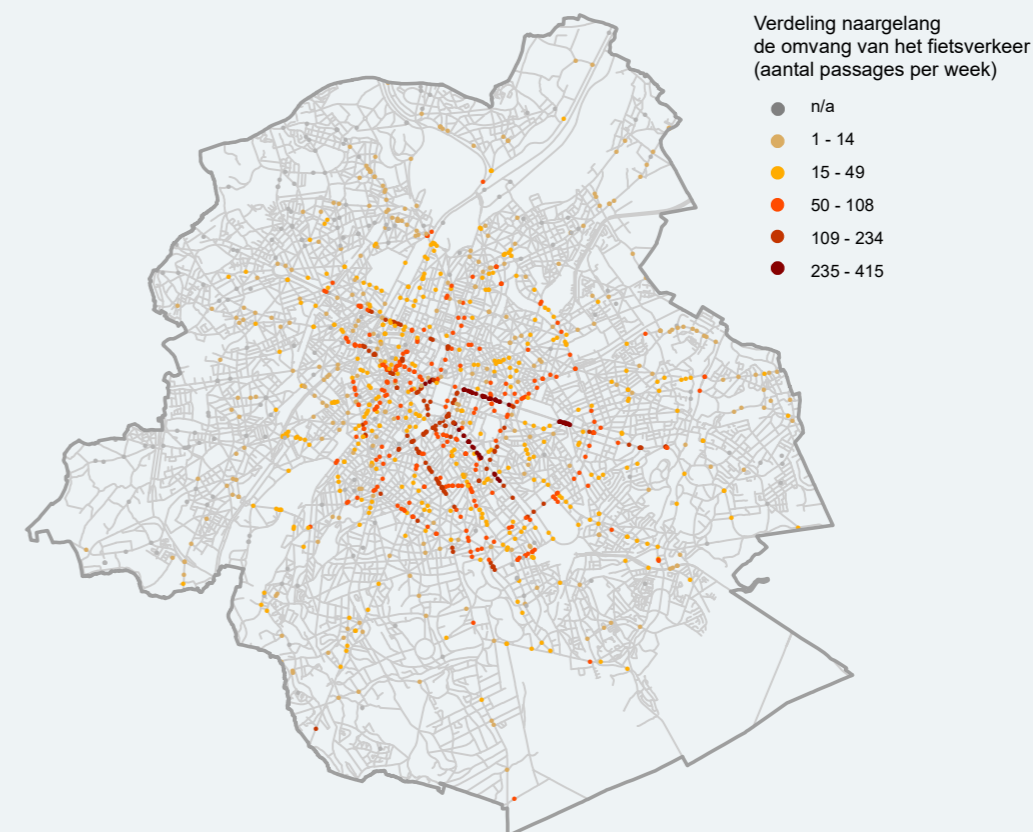 Verdeling naargelang
de omvang van het fietsverkeer
(aantal passages per week)
n/a
1 - 14
15 - 49
50 - 108
109 - 234
235 - 415